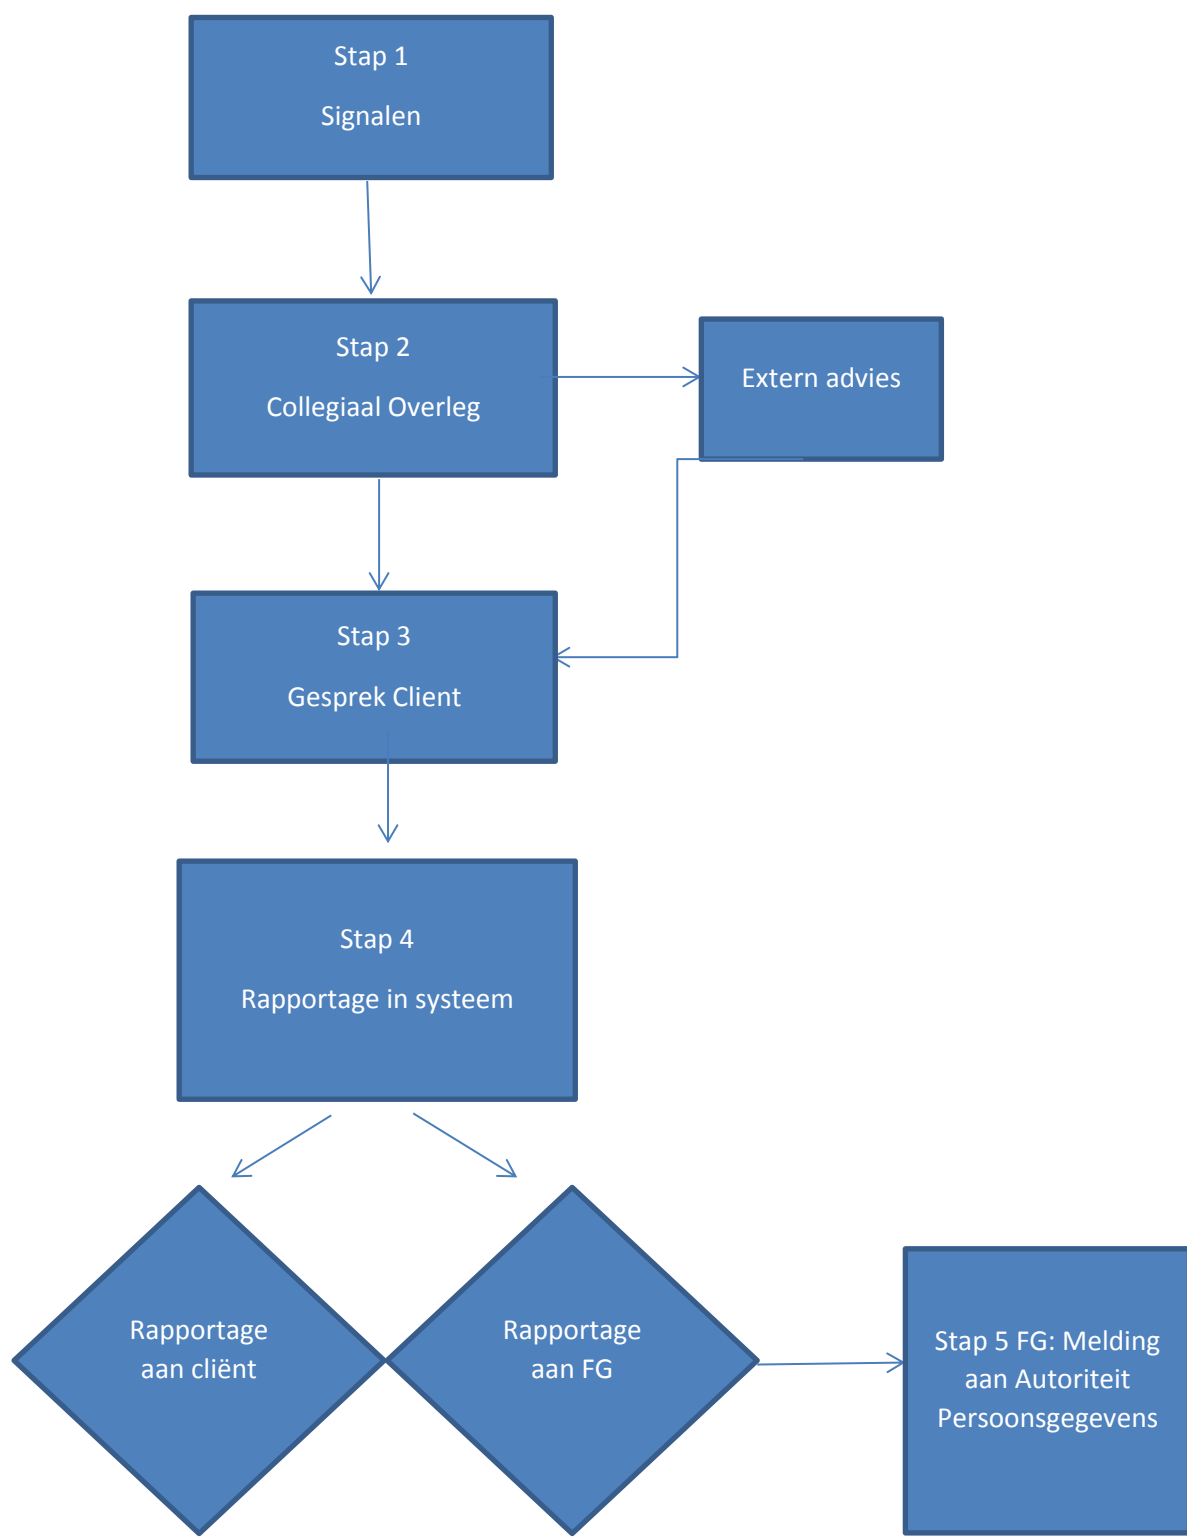 Stap 1
Signalen
Stap 2
Collegiaal Overleg
Extern advies
Stap 3
Gesprek Client
Stap 4
Rapportage in systeem
Rapportage
aan cliënt
Rapportage
aan FG
Stap 5 FG: Melding
aan Autoriteit
Persoonsgegevens